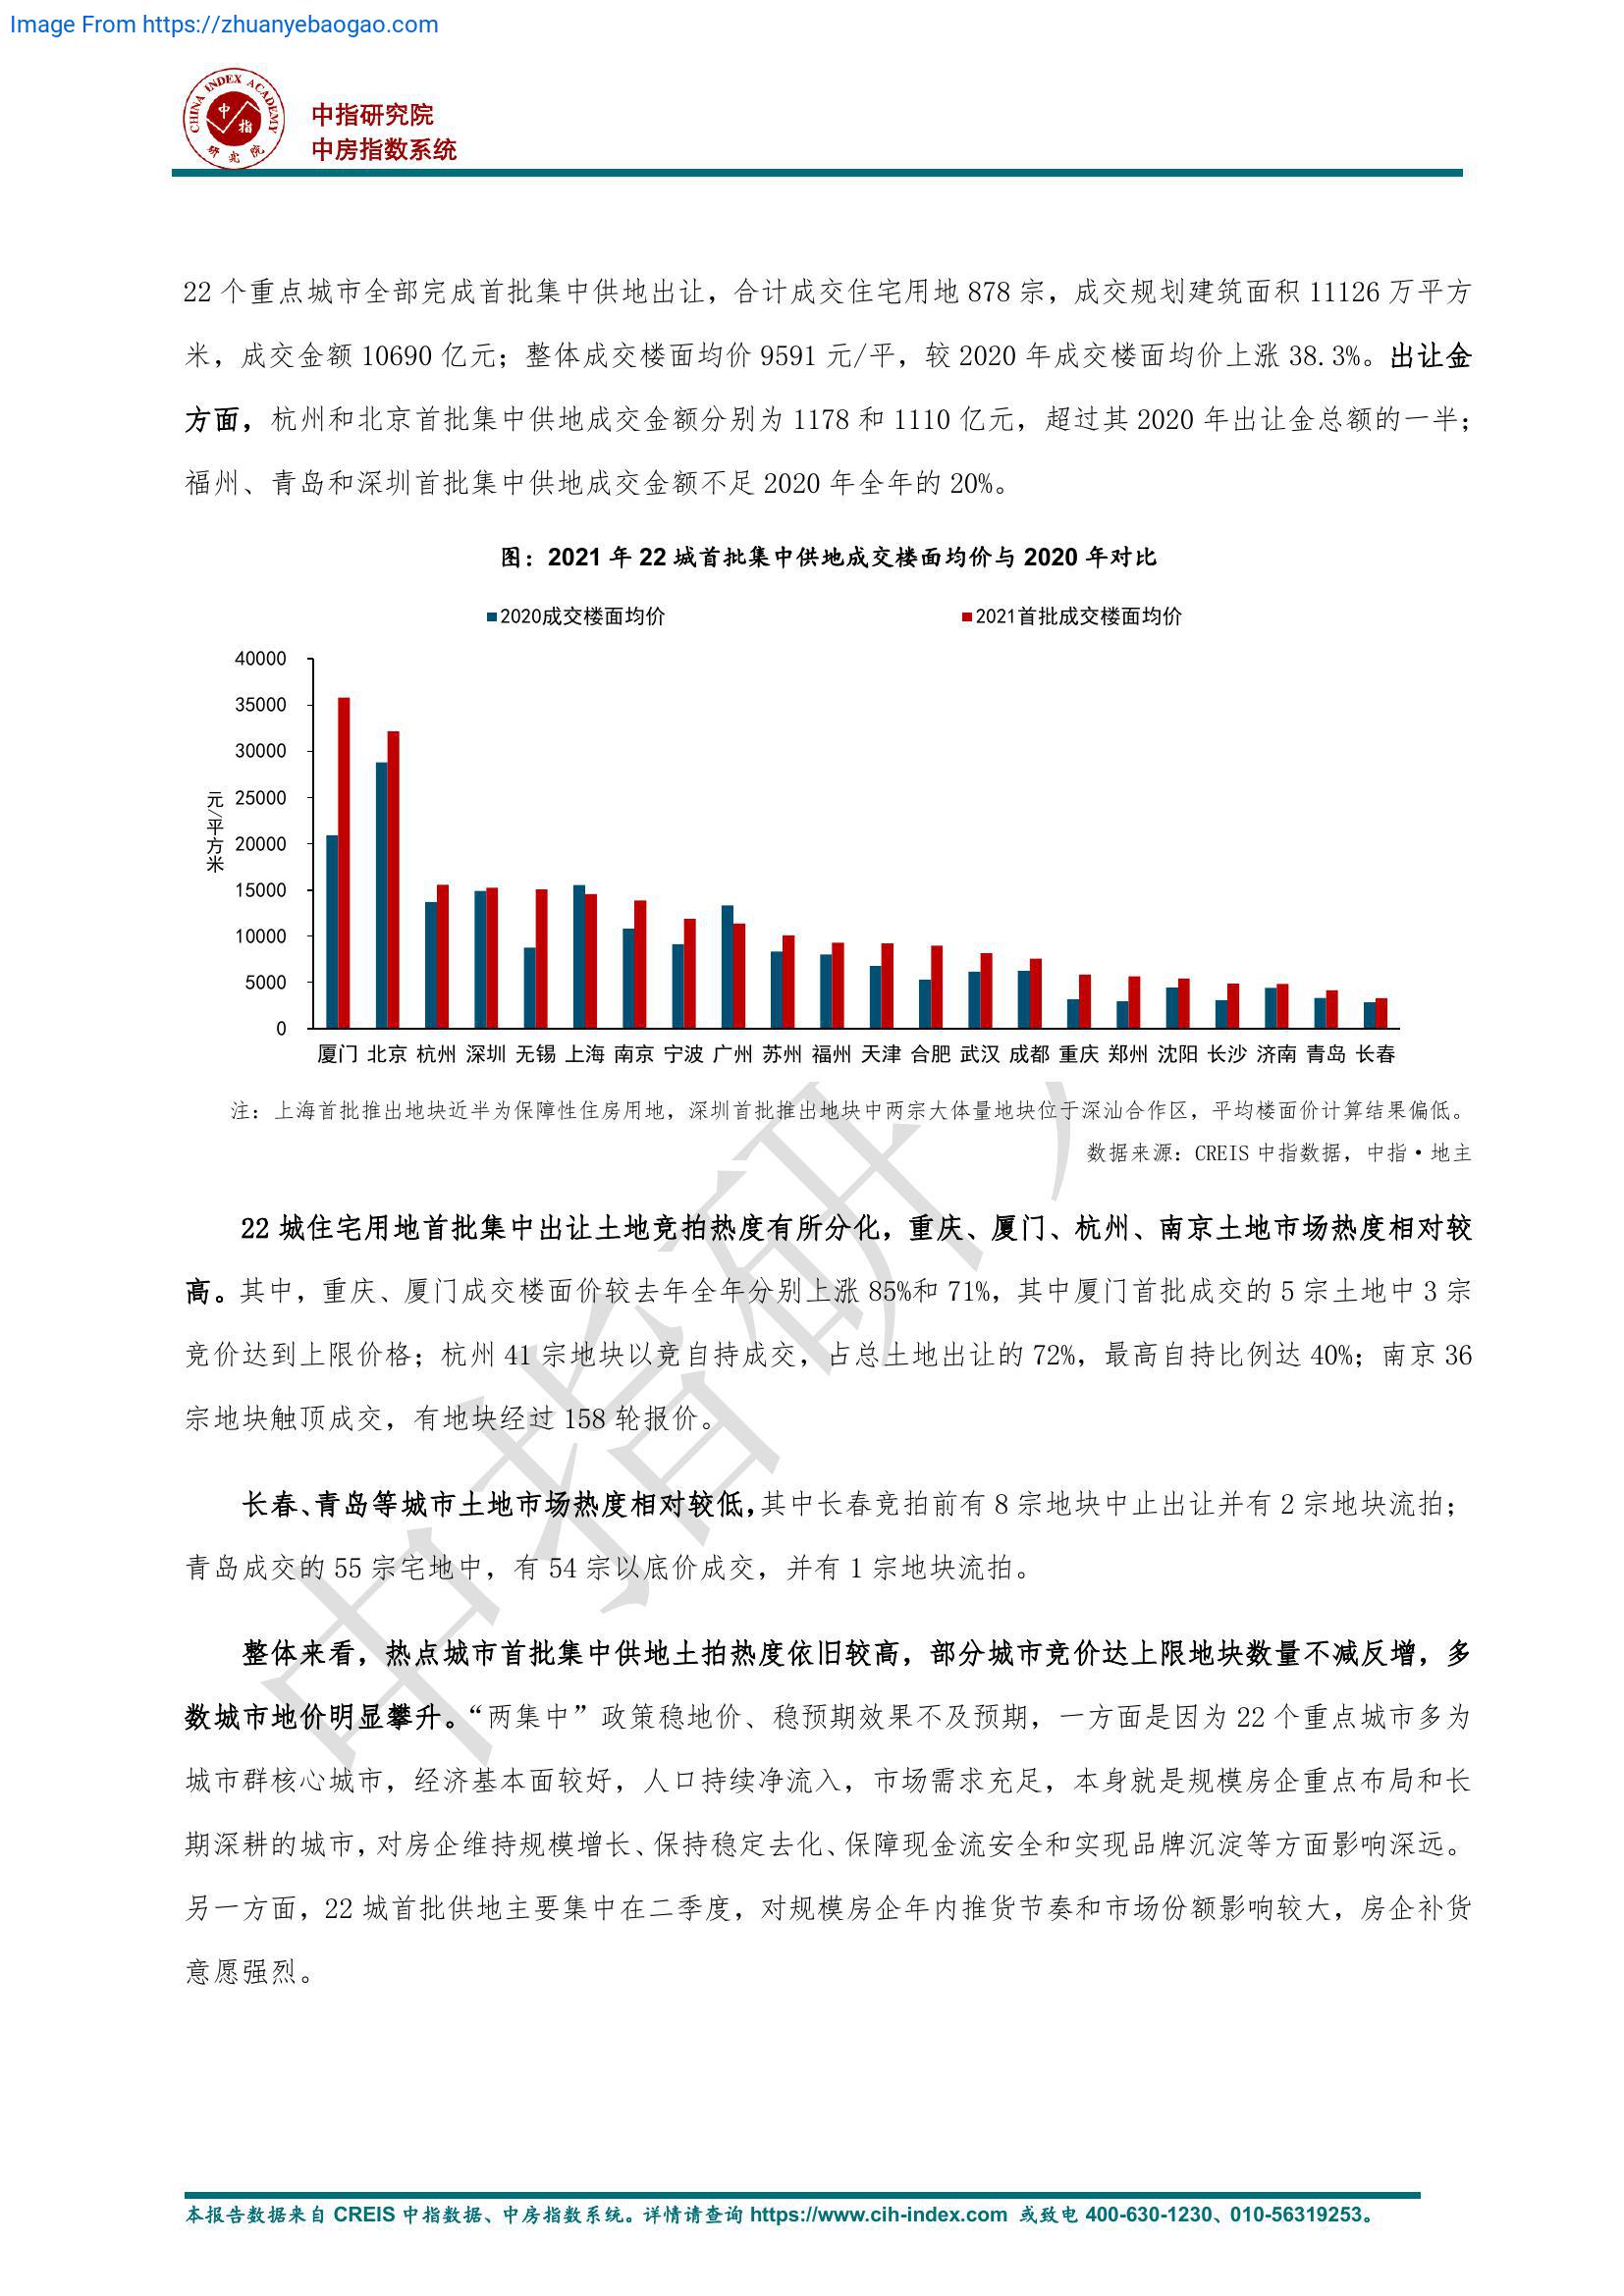 Image From https://zhuanyebaogao.com
CHINA INDEX ACADEMY
中
指
研究院
中指研究院
中房指数系统
22 个重点城市全部完成首批集中供地出让，合计成交住宅用地 878 宗，成交规划建筑面积 11126 万平方
米，成交金额 10690 亿元；整体成交楼面均价 9591 元/平，较 2020 年成交楼面均价上涨 38.3%。出让金
方面，杭州和北京首批集中供地成交金额分别为 1178 和 1110 亿元，超过其 2020 年出让金总额的一半；
福州、青岛和深圳首批集中供地成交金额不足 2020 年全年的 20%。
图：2021 年 22 城首批集中供地成交楼面均价与 2020 年对比
2020成交楼面均价 2021首批成交楼面均价
40000
35000
30000
25000
20000
15000
10000
5000
0
元/平方米
厦门 北京 杭州 深圳 无锡 上海 南京 宁波 广州 苏州 福州 天津 合肥 武汉 成都 重庆 郑州 沈阳 长沙 济南 青岛 长春
注：上海首批推出地块近半为保障性住房用地，深圳首批推出地块中两宗大体量地块位于深汕合作区，平均楼面价计算结果偏低。
数据来源：CREIS 中指数据，中指·地主
22 城住宅用地首批集中出让土地竞拍热度有所分化，重庆、厦门、杭州、南京土地市场热度相对较
高。其中，重庆、厦门成交楼面价较去年全年分别上涨 85%和 71%，其中厦门首批成交的 5 宗土地中 3 宗
竞价达到上限价格；杭州 41 宗地块以竞自持成交，占总土地出让的 72%，最高自持比例达 40%；南京 36
宗地块触顶成交，有地块经过 158 轮报价。
长春、青岛等城市土地市场热度相对较低，其中长春竞拍前有 8 宗地块中止出让并有 2 宗地块流拍；
青岛成交的 55 宗宅地中，有 54 宗以底价成交，并有 1 宗地块流拍。
整体来看，热点城市首批集中供地土拍热度依旧较高，部分城市竞价达上限地块数量不减反增，多
数城市地价明显攀升。“两集中”政策稳地价、稳预期效果不及预期，一方面是因为 22 个重点城市多为
城市群核心城市，经济基本面较好，人口持续净流入，市场需求充足，本身就是规模房企重点布局和长
期深耕的城市，对房企维持规模增长、保持稳定去化、保障现金流安全和实现品牌沉淀等方面影响深远。
另一方面，22 城首批供地主要集中在二季度，对规模房企年内推货节奏和市场份额影响较大，房企补货
意愿强烈。
中指研
本报告数据来自 CREIS 中指数据、中房指数系统。详情请查询 https://www.cih-index.com 或致电 400-630-1230、010-56319253。